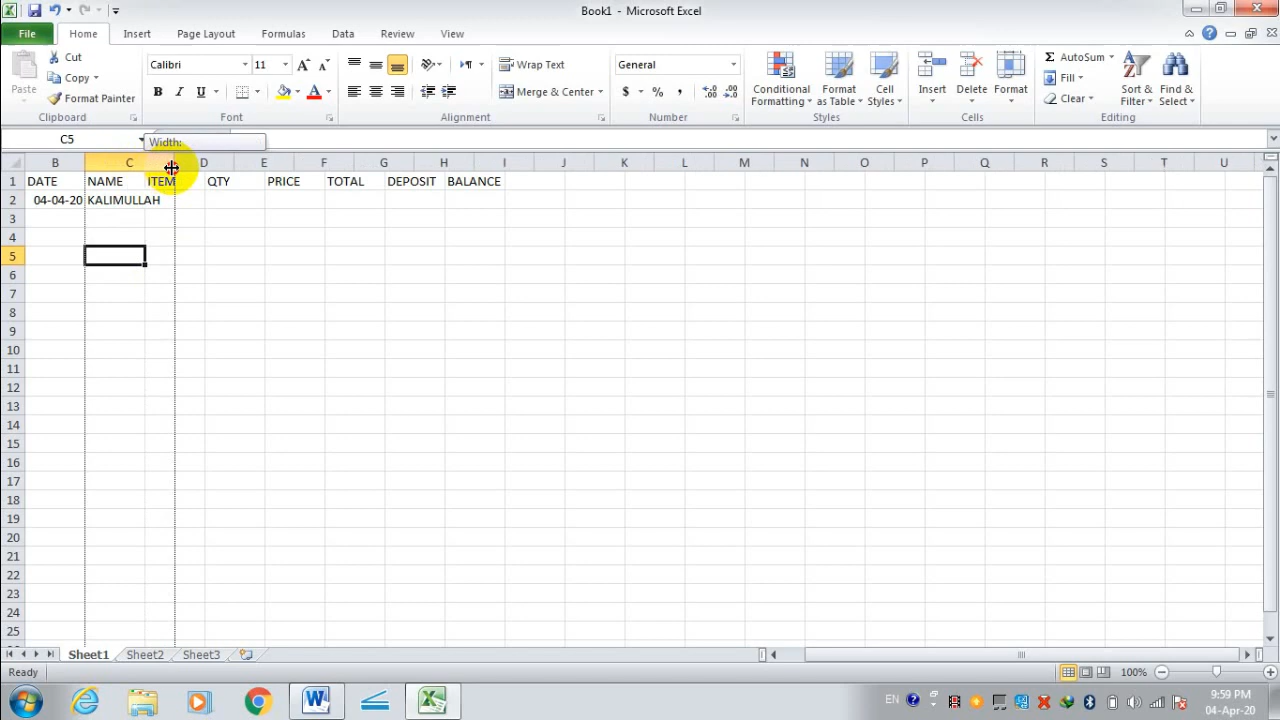 Book1 - Microsoft Excel
File Home Insert Page Layout Formulas Data Review View
Paste
Cut
Copy
Format Painter
Clipboard
Calibri 11
B I U A
Font
Wrap Text
Merge & Center
Alignment
General
$ % ,
Number
Conditional Formatting
Format as Table
Cell Styles
Styles
Insert Delete Format
Cells
Σ AutoSum
Fill
Clear
Sort & Filter
Find & Select
Editing
C5
Width:
B C D E F G H I J K L M N O P Q R S T U
1 DATE NAME ITEM QTY PRICE TOTAL DEPOSIT BALANCE
2 04-04-20 KALIMULLAH
3
4
5
6
7
8
9
10
11
12
13
14
15
16
17
18
19
20
21
22
23
24
25
Sheet1 Sheet2 Sheet3
Ready 100%
EN 9:59 PM
04-Apr-20